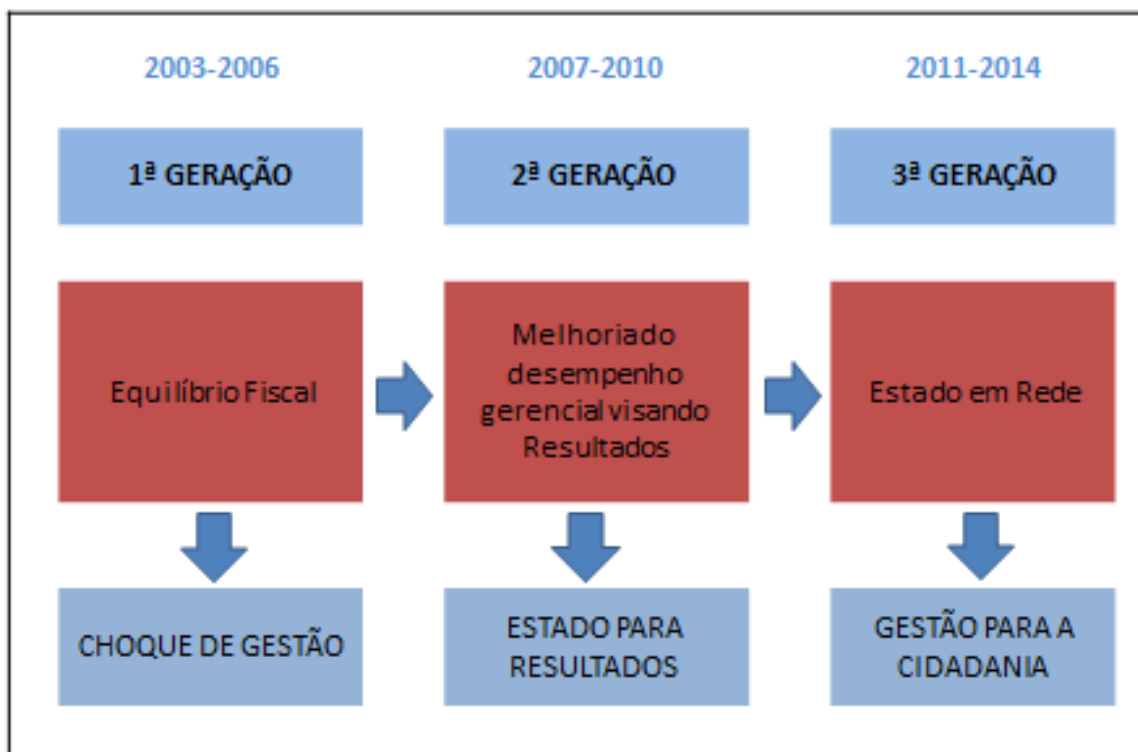 2003-2006
2007-2010
2011-2014
1ª GERAÇÃO
2ª GERAÇÃO
3ª GERAÇÃO
Equilíbrio Fiscal
Melhoriado
desempenho
gerencial visando
Resultados
Estado em Rede
CHOQUE DE GESTÃO
ESTADO PARA
RESULTADOS
GESTÃO PARA A
CIDADANIA